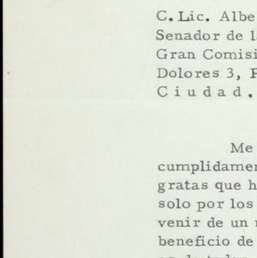 C. Lic. Albe
Senador de l
Gran Comisi
Dolores 3, P
C i u d a d .
Me
cumplidamen
gratas que h
solo por los
venir de un
beneficio de